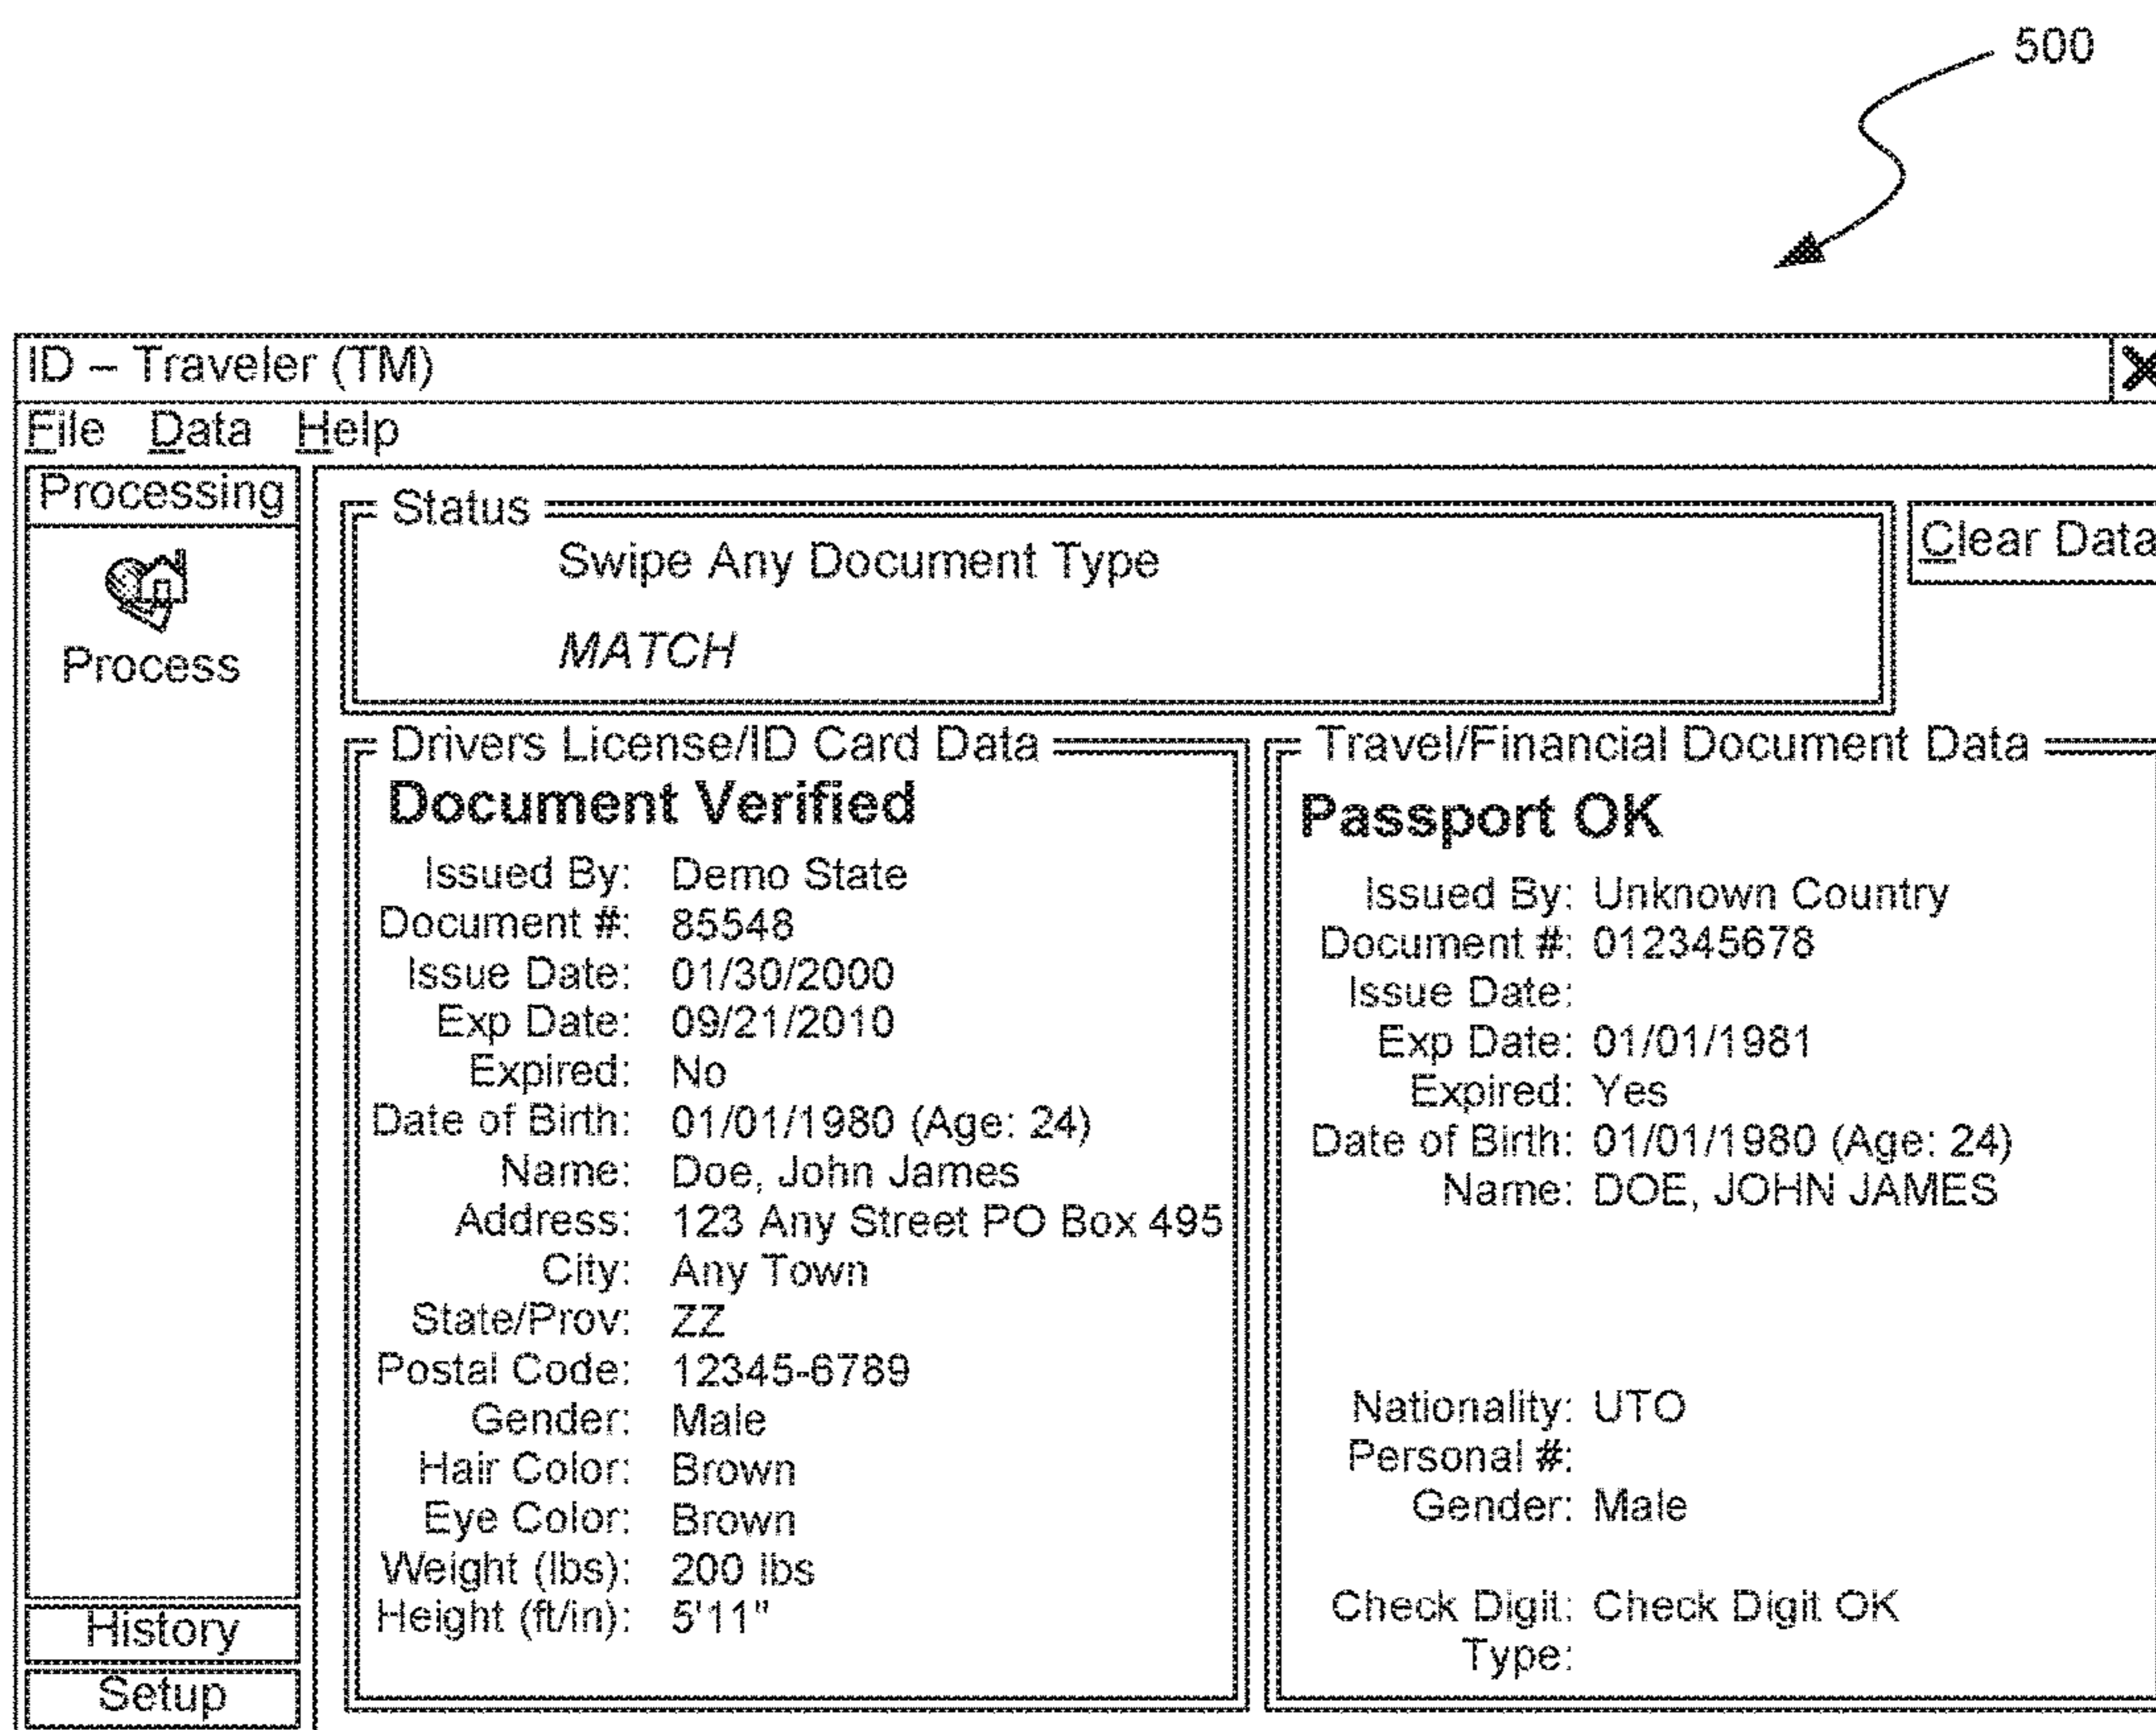 500
ID – Traveler (TM)
File Data Help
Processing
Process
History
Setup
Status
Swipe Any Document Type
MATCH
Clear Data
Drivers License/ID Card Data
Document Verified
Issued By: Demo State
Document #: 85548
Issue Date: 01/30/2000
Exp Date: 09/21/2010
Expired: No
Date of Birth: 01/01/1980 (Age: 24)
Name: Doe, John James
Address: 123 Any Street PO Box 495
City: Any Town
State/Prov: ZZ
Postal Code: 12345-6789
Gender: Male
Hair Color: Brown
Eye Color: Brown
Weight (lbs): 200 lbs
Height (ft/in): 5'11"
Travel/Financial Document Data
Passport OK
Issued By: Unknown Country
Document #: 012345678
Issue Date:
Exp Date: 01/01/1981
Expired: Yes
Date of Birth: 01/01/1980 (Age: 24)
Name: DOE, JOHN JAMES
Nationality: UTO
Personal #:
Gender: Male
Check Digit: Check Digit OK
Type: